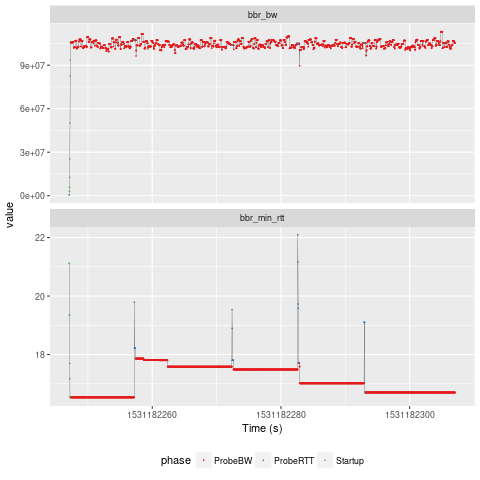 bbr_bw
9e+07
6e+07
3e+07
0e+00
value
bbr_min_rtt
22
20
18
1531182260 1531182280 1531182300
Time (s)
phase ProbeBW ProbeRTT Startup